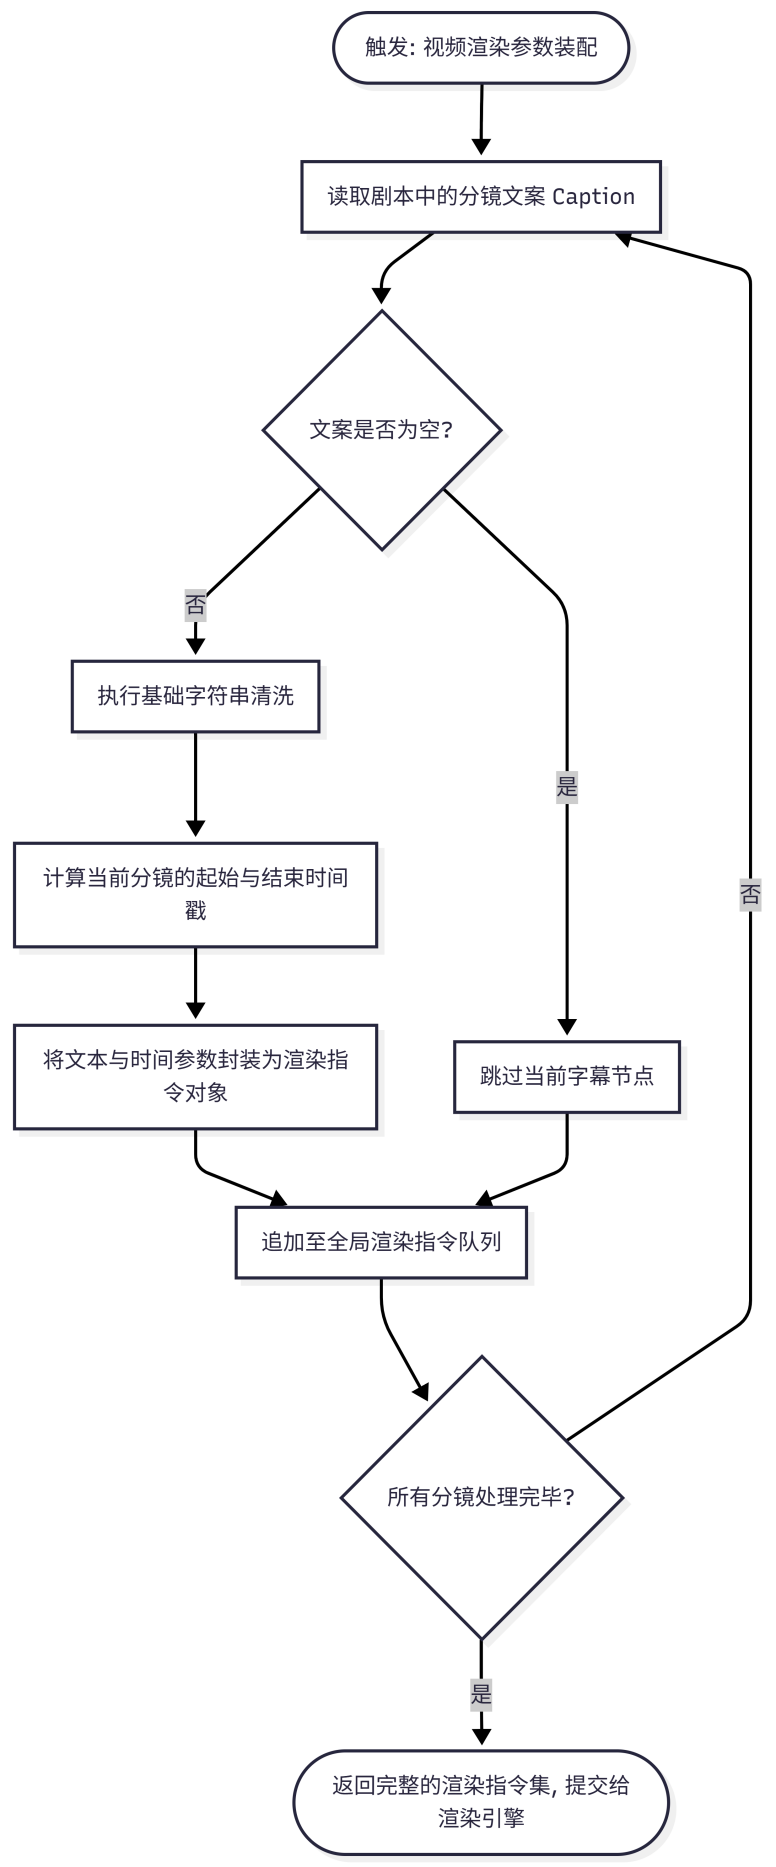 触发: 视频渲染参数装配
读取剧本中的分镜文案 Caption
文案是否为空?
否
执行基础字符串清洗
是
计算当前分镜的起始与结束时间
戳
否
将文本与时间参数封装为渲染指
令对象
跳过当前字幕节点
追加至全局渲染指令队列
所有分镜处理完毕?
是
返回完整的渲染指令集, 提交给
渲染引擎